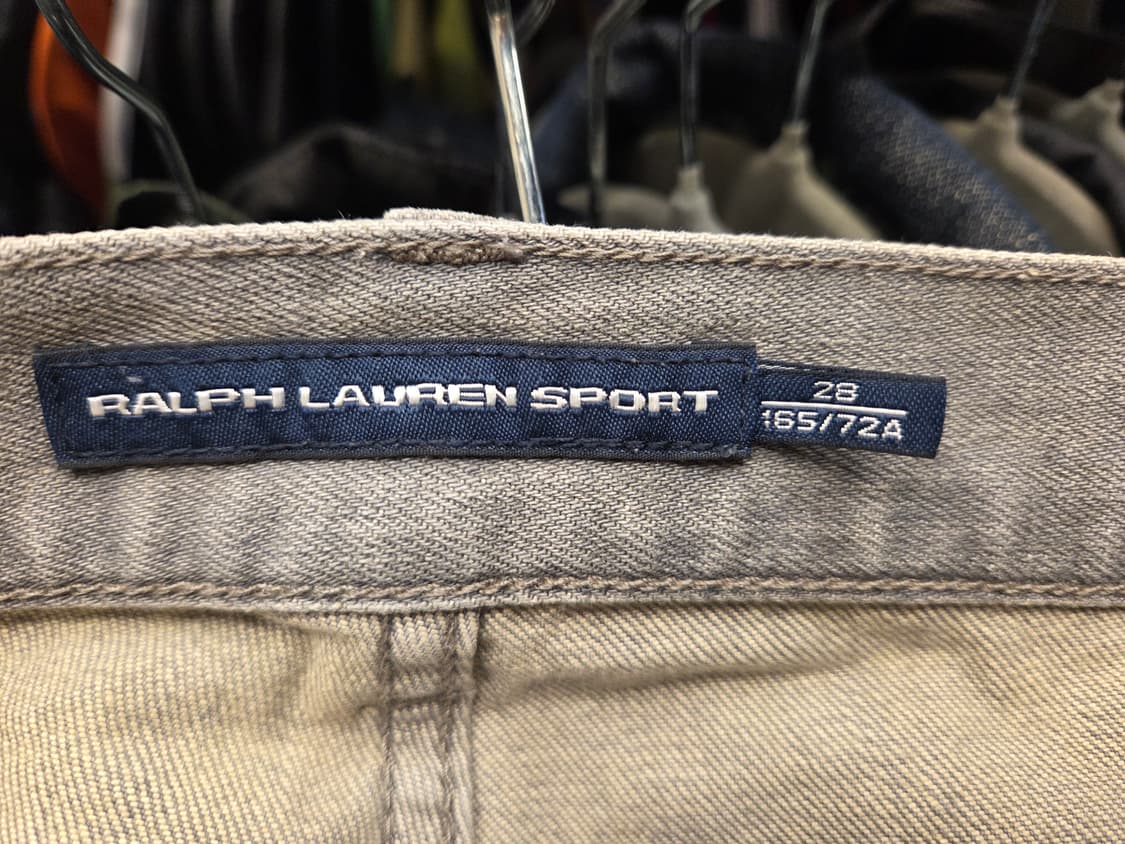 RALPH LAUREN SPORT
28
165/72A